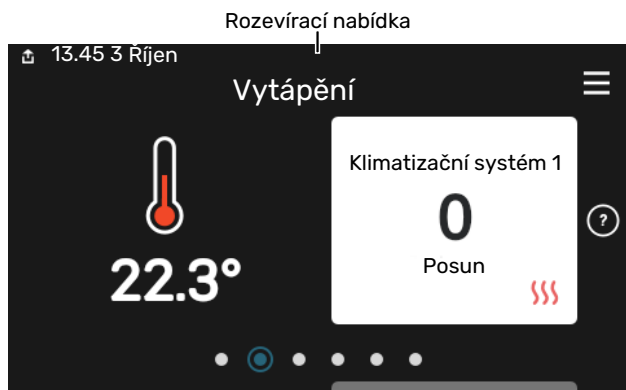 Rozevírací nabídka
13.45 3 Říjen
Vytápění
Klimatizační systém 1
0
Posun
22.3°
?